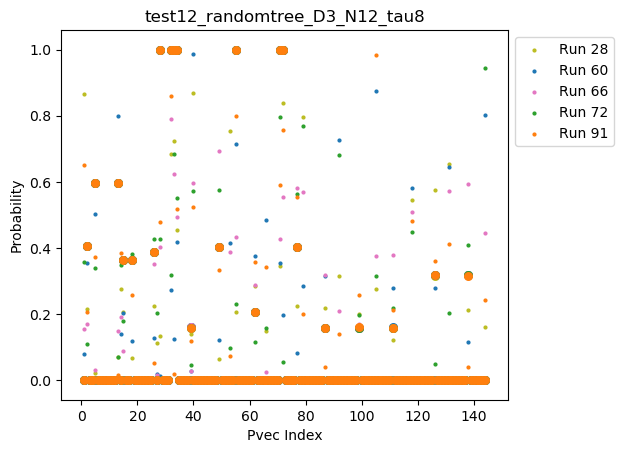 test12_randomtree_D3_N12_tau8
Run 28
Run 60
Run 66
Run 72
Run 91
Probability
1.0
0.8
0.6
0.4
0.2
0.0
0 20 40 60 80 100 120 140
Pvec Index